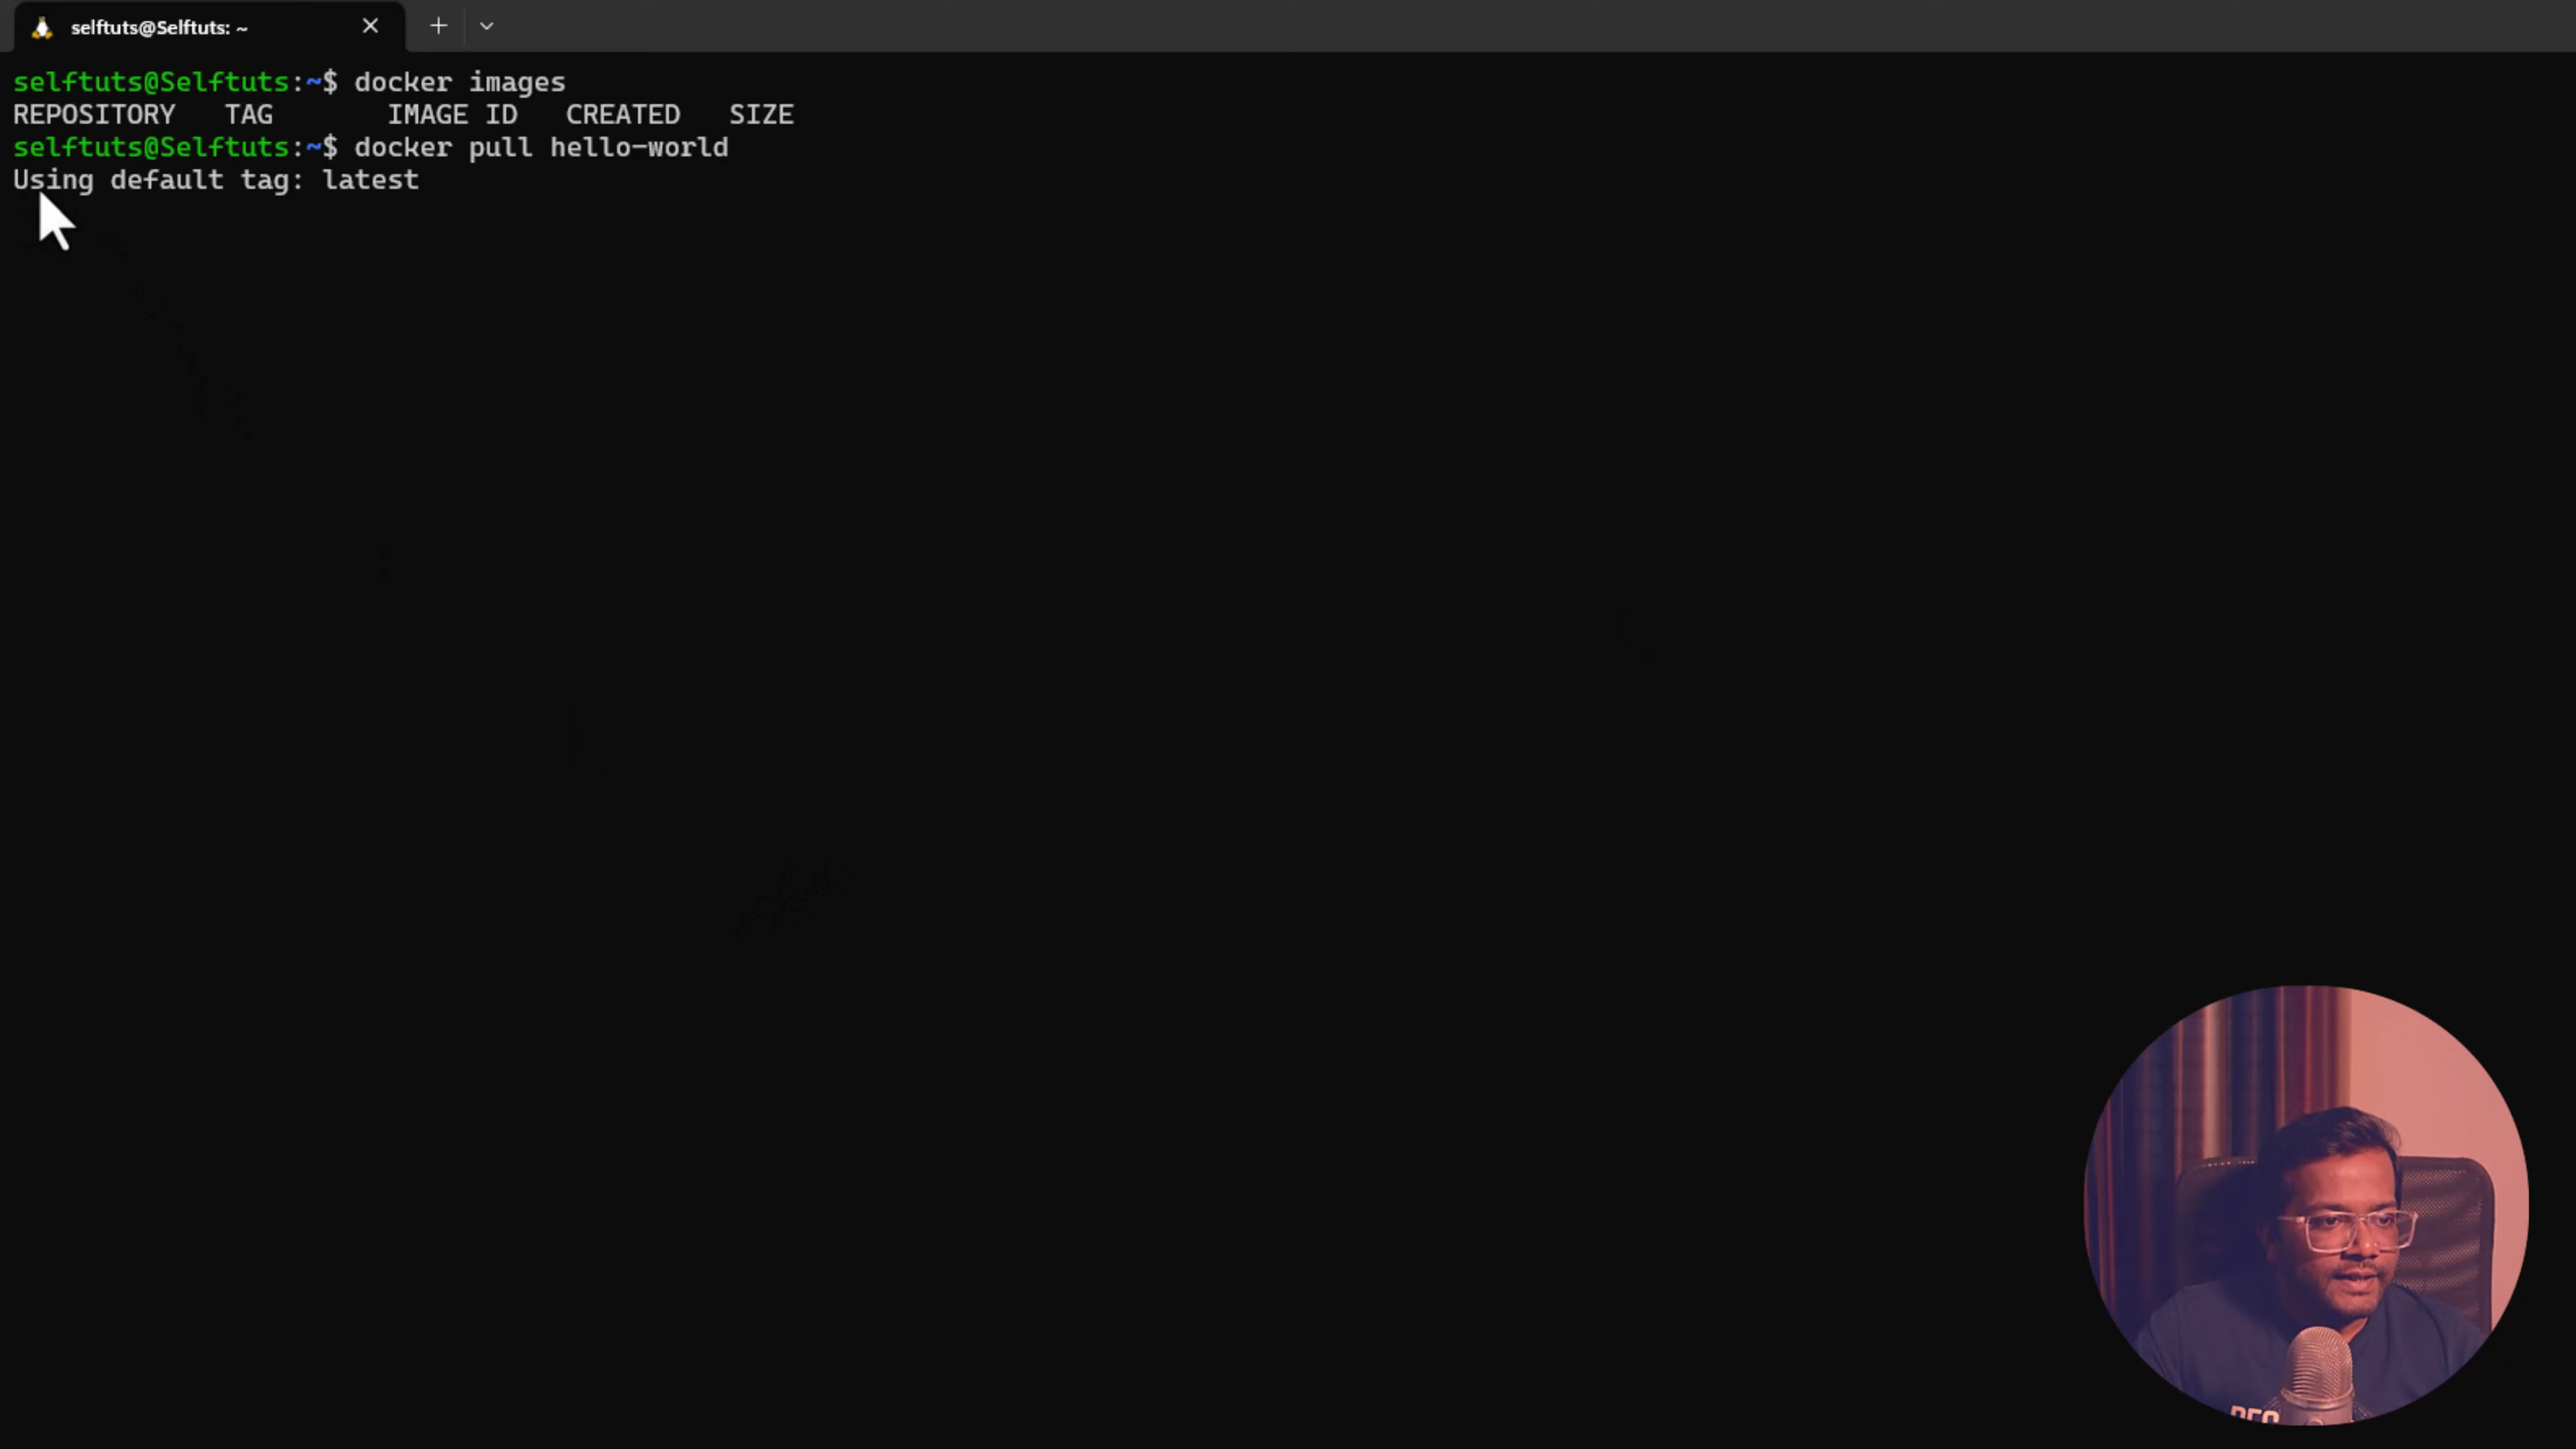 selftuts@Selftuts: ~
selftuts@Selftuts:~$ docker images
REPOSITORY   TAG       IMAGE ID   CREATED   SIZE
selftuts@Selftuts:~$ docker pull hello-world
Using default tag: latest